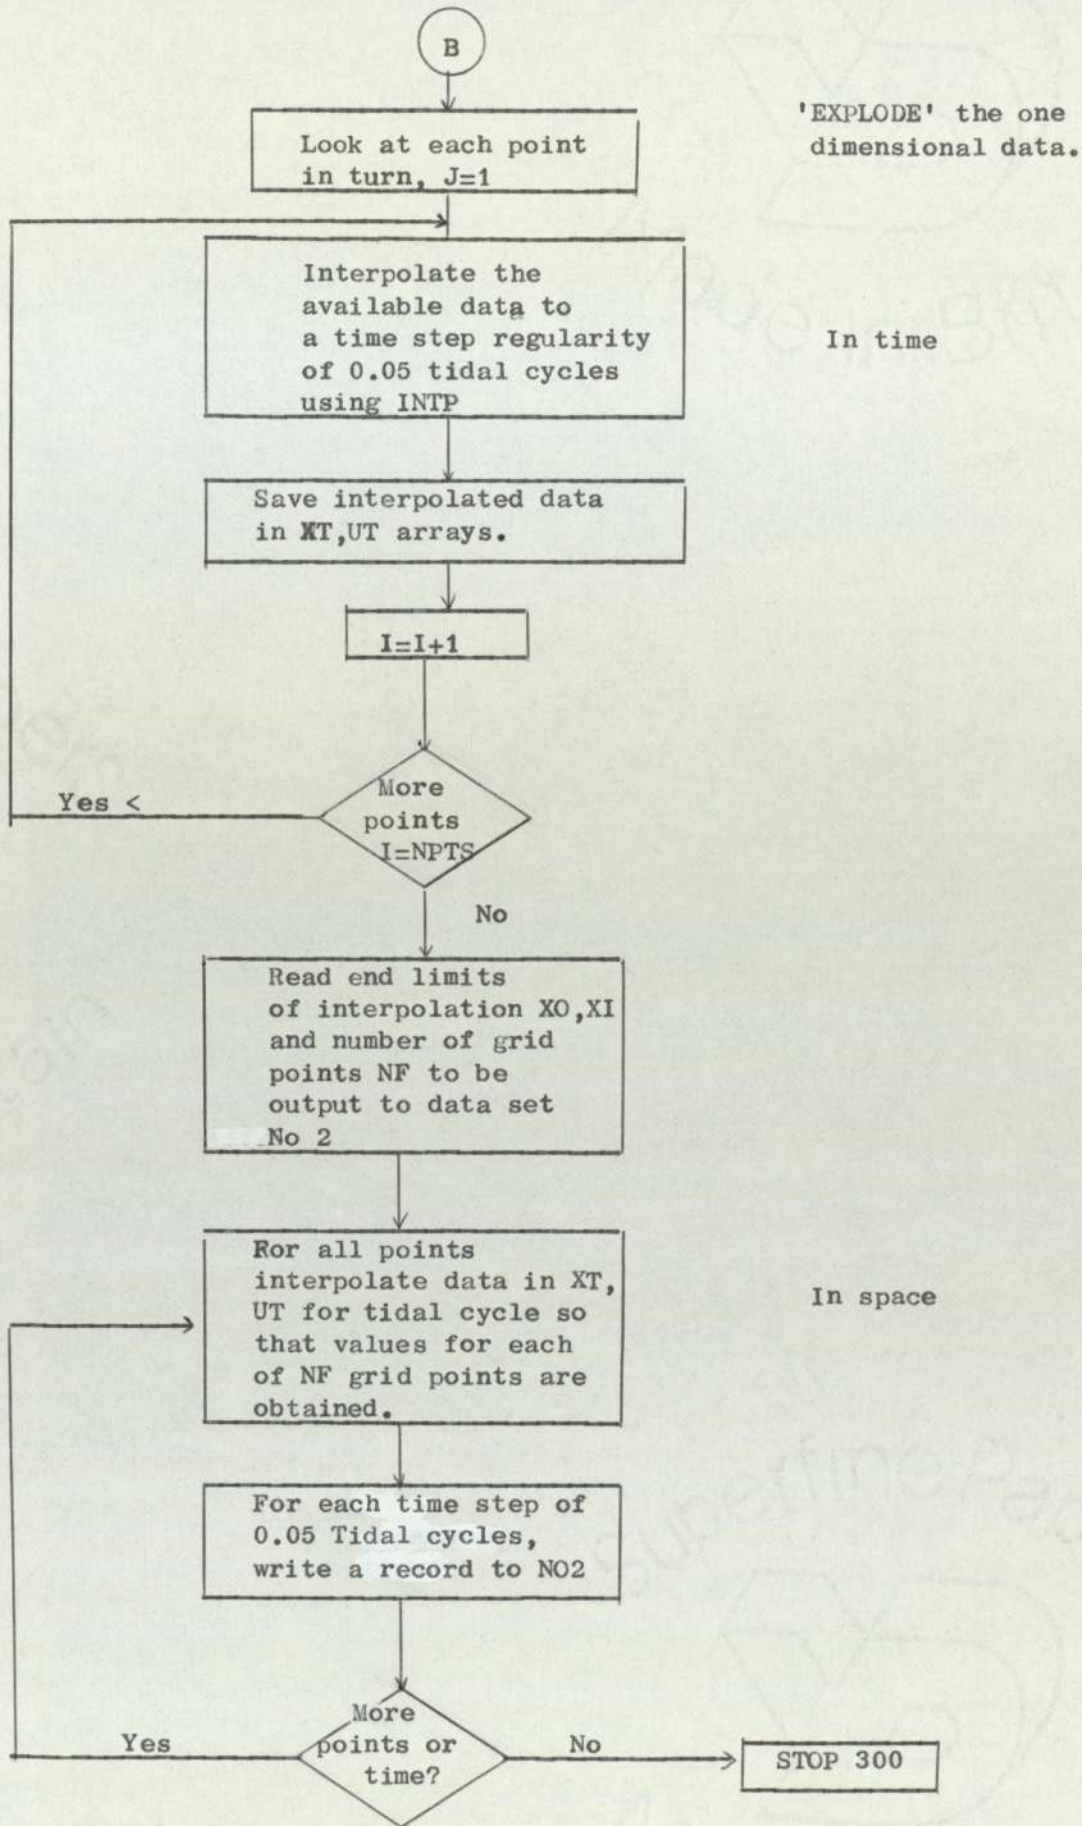 B
'EXPLODE' the one
dimensional data.
Look at each point
in turn, J=1
Interpolate the
available data to
a time step regularity
of 0.05 tidal cycles
using INTP
In time
Save interpolated data
in XT,UT arrays.
I=I+1
More
points
I=NPTS
Yes <
No
Read end limits
of interpolation XO,XI
and number of grid
points NF to be
output to data set
No 2
For all points
interpolate data in XT,
UT for tidal cycle so
that values for each
of NF grid points are
obtained.
In space
For each time step of
0.05 Tidal cycles,
write a record to NO2
More
points or
time?
Yes
No
STOP 300